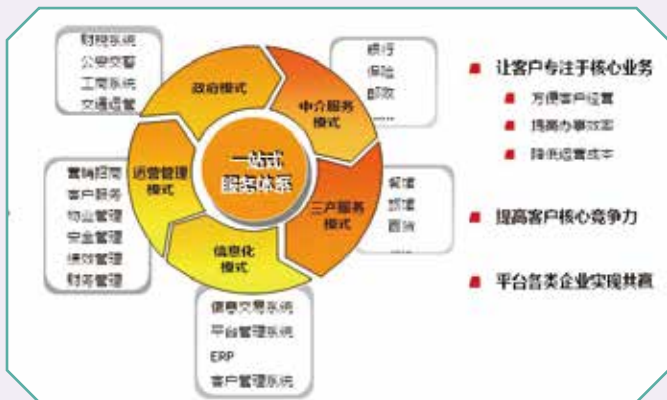 财税系统
公安交警
工商系统
交通运管
政府模式
银行
保险
邮政
......
中介服务
模式
一站式
服务体系
运营管理
模式
营销招商
客户服务
物业管理
安全管理
绩效管理
财务管理
三产服务
模式
餐馆
旅馆
......
信息化
模式
信息交易系统
平台管理系统
ERP
客户管理系统
让客户专注于核心业务
方便客户经营
提高办事效率
降低运营成本
提高客户核心竞争力
平台各类企业实现共赢